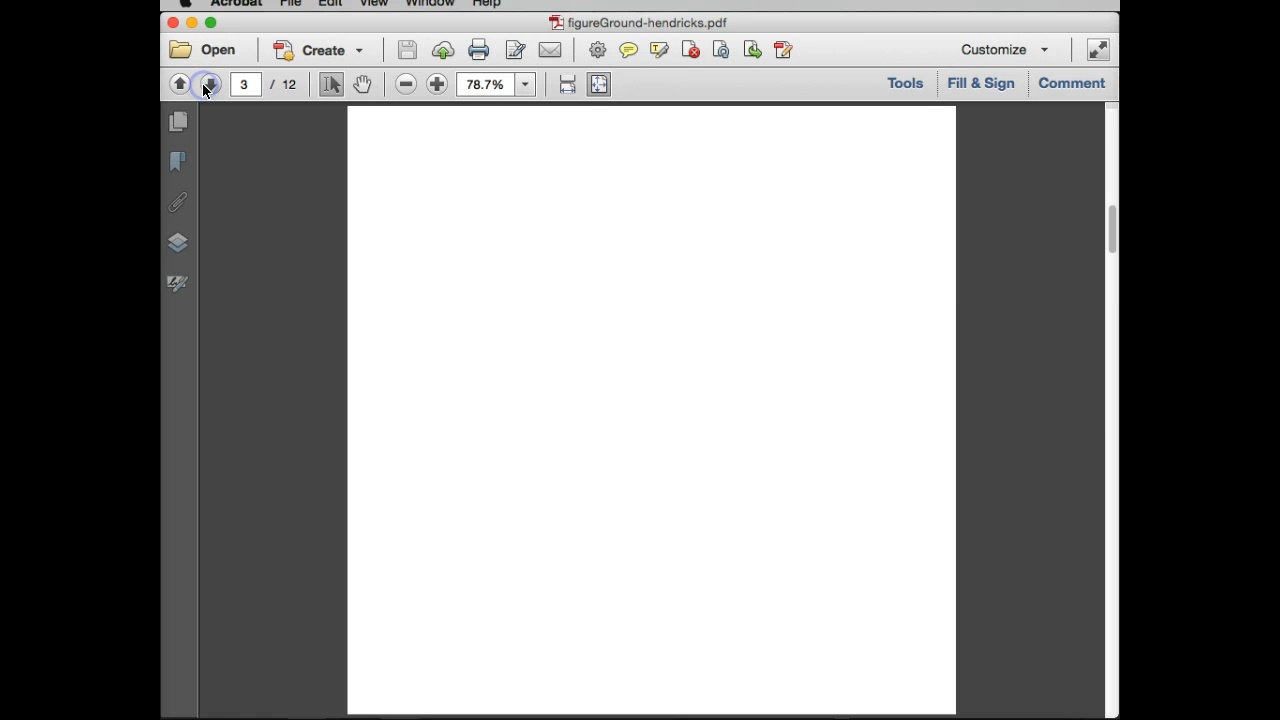 Acrobat File Edit View Window Help
figureGround-hendricks.pdf
Open Create Customize
3 / 12 78.7% Tools Fill & Sign Comment